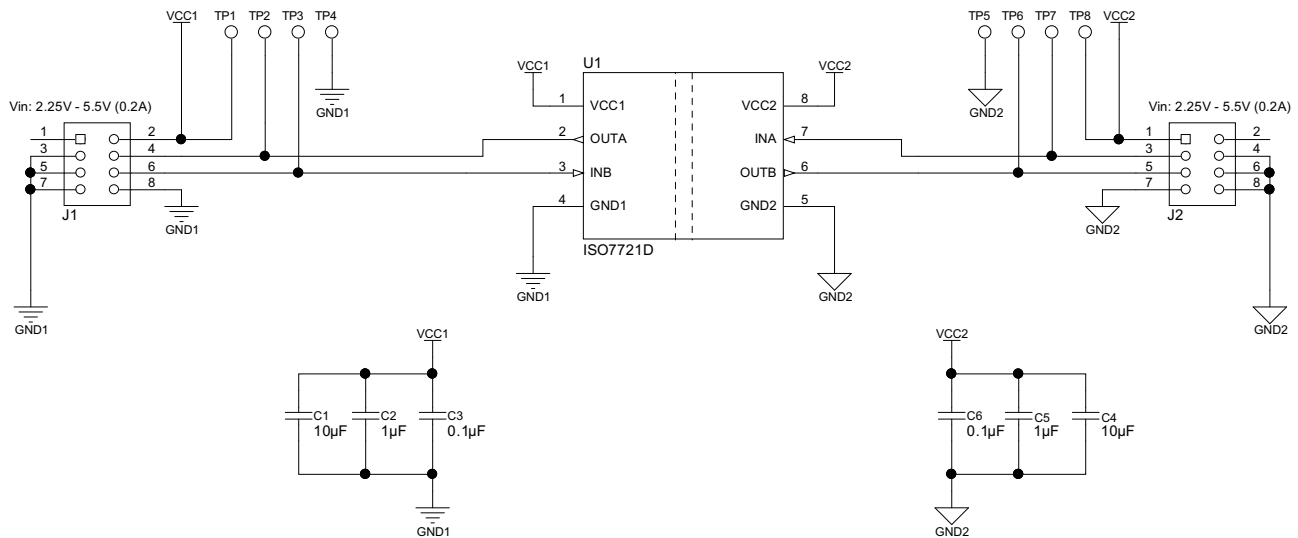 VCC1 TP1 TP2 TP3 TP4
TP5 TP6 TP7 TP8 VCC2
VCC1 U1 VCC2
GND1
GND2
Vin: 2.25V - 5.5V (0.2A)
Vin: 2.25V - 5.5V (0.2A)
1 2
3 4
5 6
7 8
J1
GND1
GND1
1 VCC1 VCC2 8
2 OUTA INA 7
3 INB OUTB 6
4 GND1 GND2 5
ISO7721D
GND1
GND2
1 2
3 4
5 6
7 8
J2
GND2
GND2
VCC1
C1 C2 C3
10µF 1µF 0.1µF
GND1
VCC2
C6 C5 C4
0.1µF 1µF 10µF
GND2